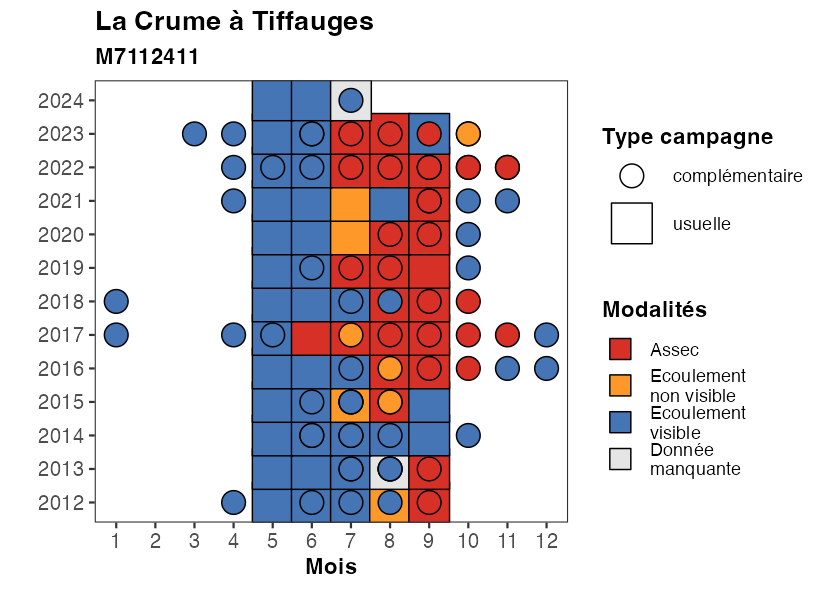 La Crume à Tiffauges
M7112411
2024
2023
2022
2021
2020
2019
2018
2017
2016
2015
2014
2013
2012
1 2 3 4 5 6 7 8 9 10 11 12
Mois
Type campagne
complémentaire
usuelle
Modalités
Assec
Ecoulement
non visible
Ecoulement
visible
Donnée
manquante